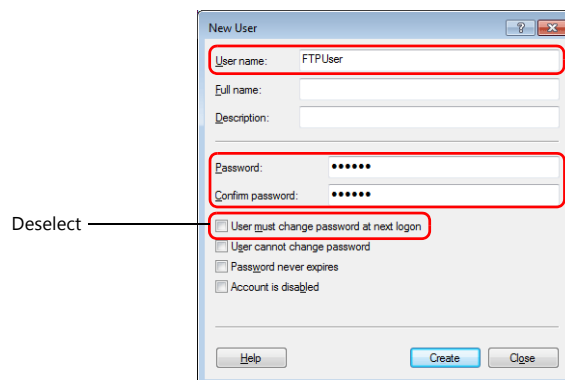 New User
User name: FTPUser
Full name:
Description:
Password: ••••••
Confirm password: ••••••
Deselect
User must change password at next logon
User cannot change password
Password never expires
Account is disabled
Help Create Close